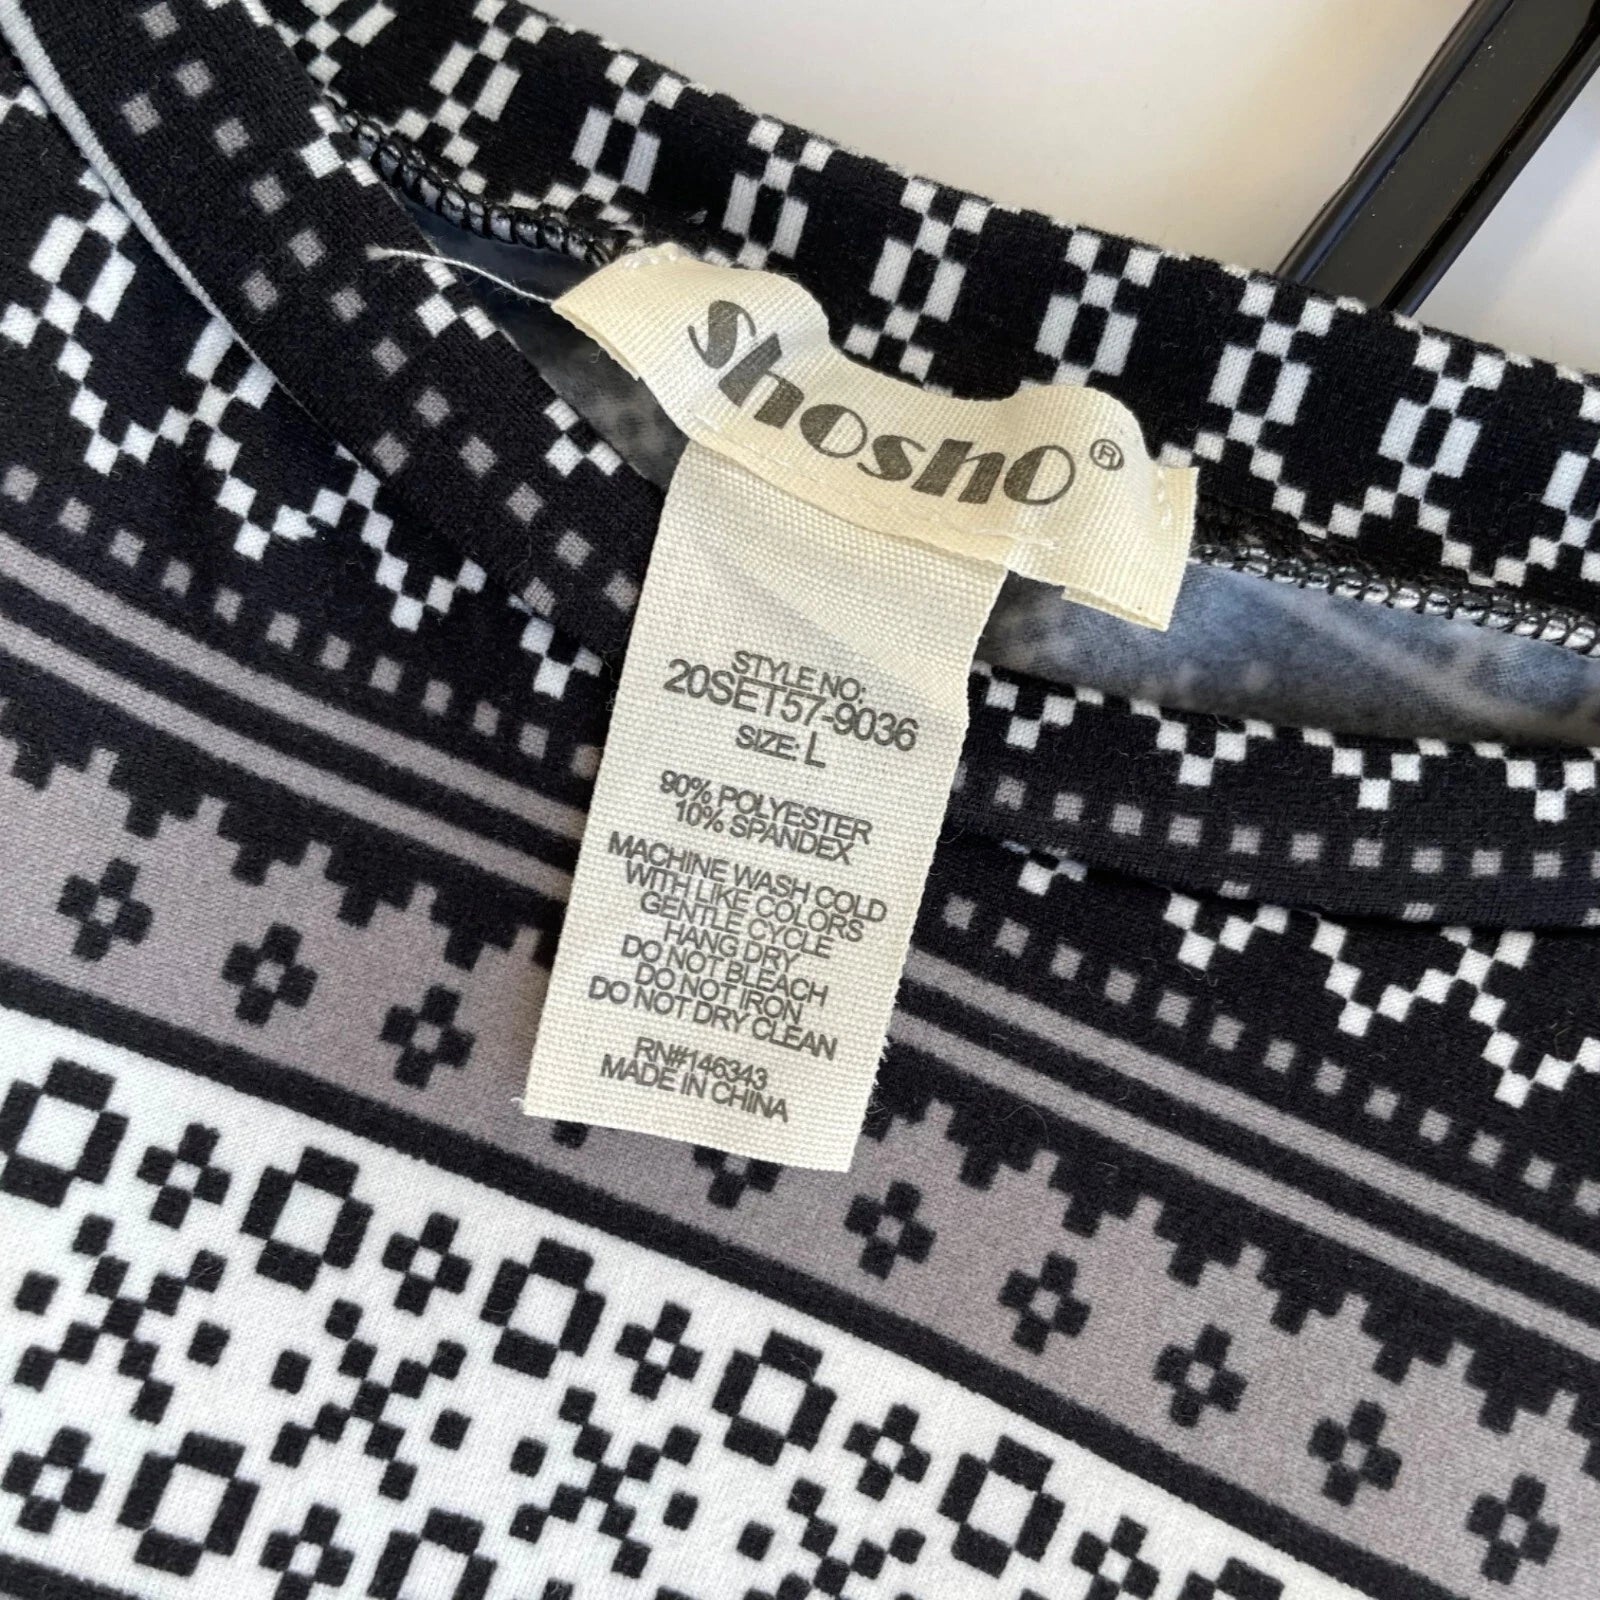 Shosho®
STYLE NO:
20SET57-9036
SIZE: L
90% POLYESTER
10% SPANDEX
MACHINE WASH COLD
WITH LIKE COLORS
GENTLE CYCLE
HANG DRY
DO NOT BLEACH
DO NOT IRON
DO NOT DRY CLEAN
RN#146343
MADE IN CHINA